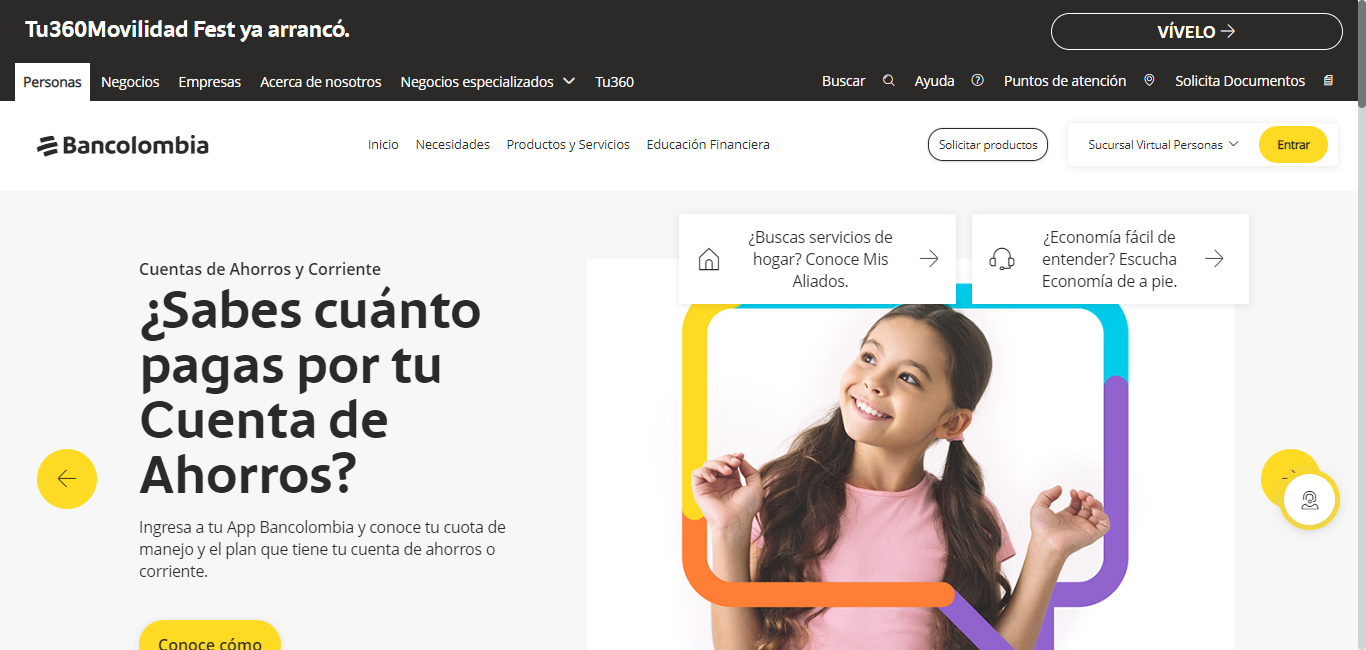 Tu360Movilidad Fest ya arrancó.
VÍVELO
Personas Negocios Empresas Acerca de nosotros Negocios especializados Tu360 Buscar Ayuda Puntos de atención Solicita Documentos
Bancolombia
Inicio Necesidades Productos y Servicios Educación Financiera
Solicitar productos
Sucursal Virtual Personas
Entrar
¿Buscas servicios de
hogar? Conoce Mis
Aliados.
¿Economía fácil de
entender? Escucha
Economía de a pie.
Cuentas de Ahorros y Corriente
¿Sabes cuánto
pagas por tu
Cuenta de
Ahorros?
Ingresa a tu App Bancolombia y conoce tu cuota de
manejo y el plan que tiene tu cuenta de ahorros o
corriente.
Conoce cómo